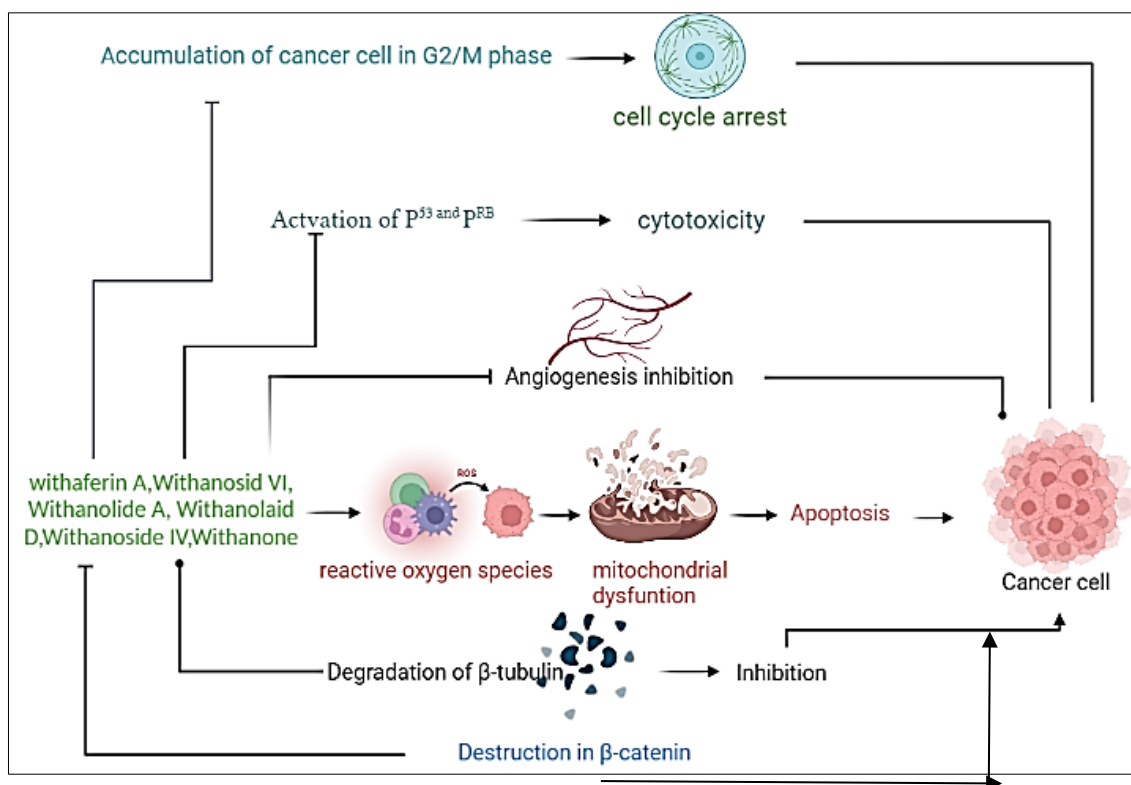 Accumulation of cancer cell in G2/M phase
cell cycle arrest
Actvation of P53 and PRB
cytotoxicity
Angiogenesis inhibition
withaferin A,Withanosid VI,
Withanolide A, Withanolaid
D,Withanoside IV,Withanone
ROS
reactive oxygen species
mitochondrial
dysfuntion
Apoptosis
Cancer cell
Degradation of β-tubulin
Inhibition
Destruction in β-catenin